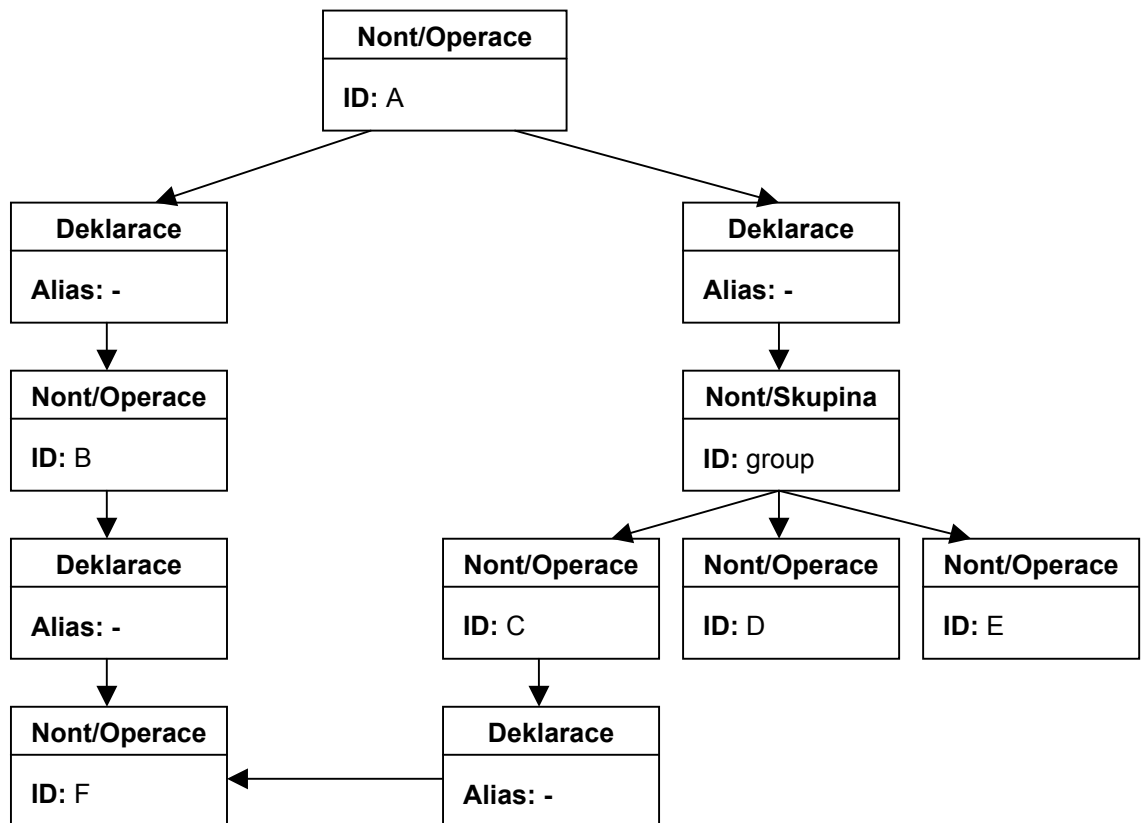 Nont/Operace
ID: A
Deklarace
Alias: -
Deklarace
Alias: -
Nont/Operace
ID: B
Nont/Skupina
ID: group
Deklarace
Alias: -
Nont/Operace
ID: C
Nont/Operace
ID: D
Nont/Operace
ID: E
Nont/Operace
ID: F
Deklarace
Alias: -